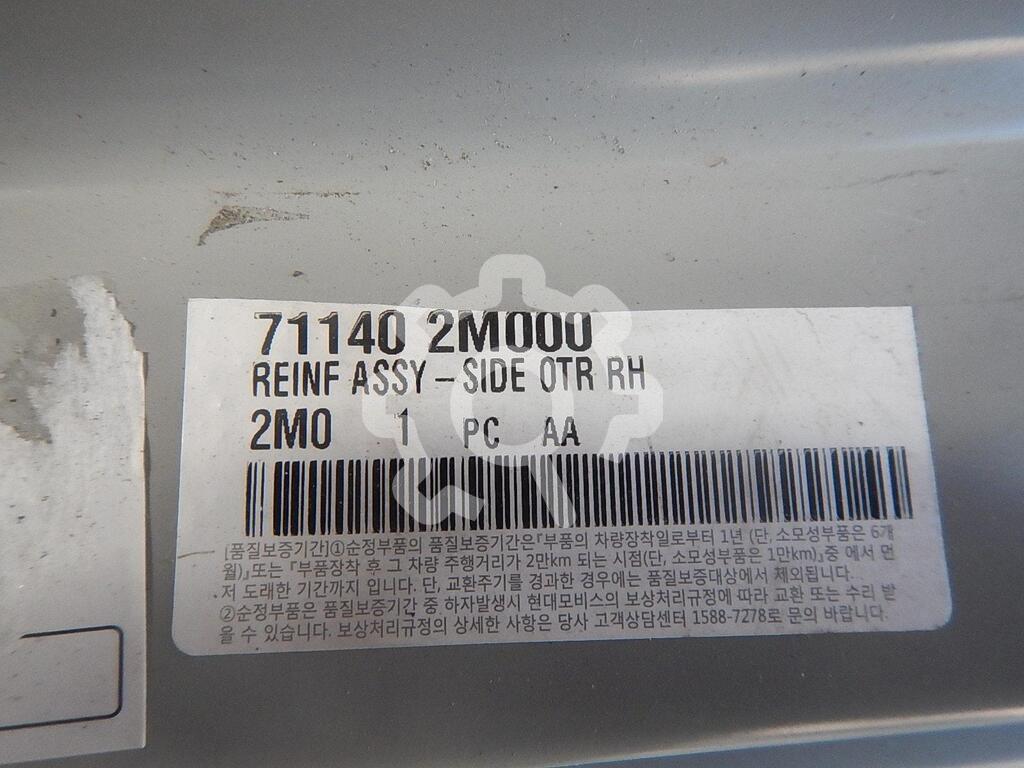 71140 2M000
REINF ASSY - SIDE OTR RH
2M0 1 PC AA
[품질보증기간]①순정부품의 품질보증기간은『부품의 차량장착일로부터 1년 (단, 소모성부품은 6개
월)』또는 『부품장착 후 그 차량 주행거리가 2만km 되는 시점(단, 소모성부품은 1만km)』중 에서 먼
저 도래한 기간까지 입니다. 단, 교환주기를 경과한 경우에는 품질보증대상에서 제외됩니다.
②순정부품은 품질보증기간 중 하자발생시 현대모비스의 보상처리규정에 따라 교환 또는 수리 받
을 수 있습니다. 보상처리규정의 상세한 사항은 당사 고객상담센터 1588-7278로 문의 바랍니다.